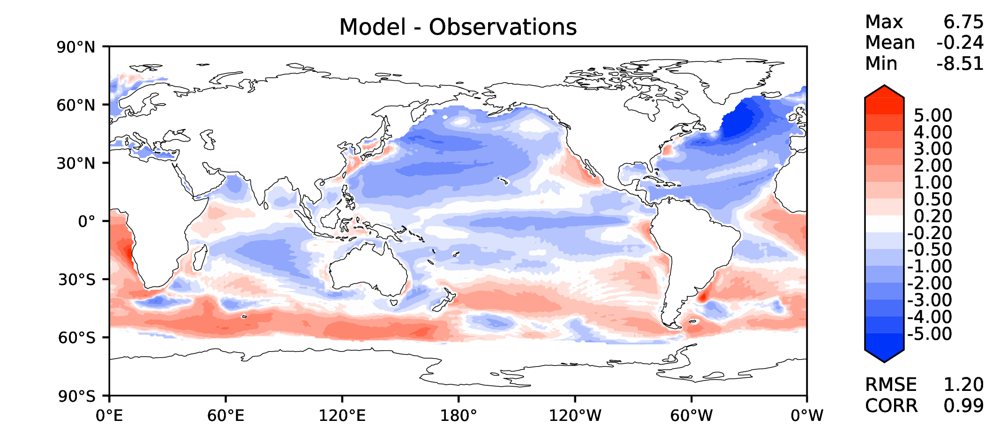 Model - Observations
Max 6.75
Mean -0.24
Min -8.51
90°N
60°N
30°N
0°
30°S
60°S
90°S
0°E 60°E 120°E 180° 120°W 60°W 0°W
5.00
4.00
3.00
2.00
1.00
0.50
0.20
-0.20
-0.50
-1.00
-2.00
-3.00
-4.00
-5.00
RMSE 1.20
CORR 0.99